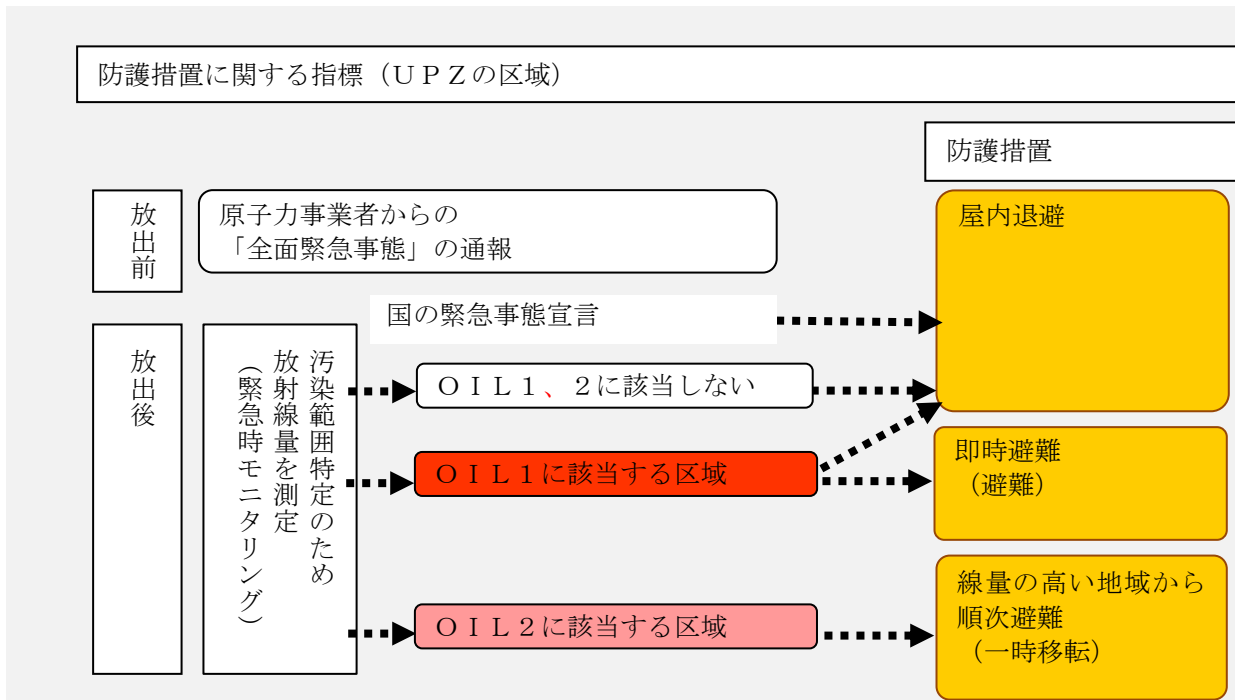 防護措置に関する指標（ＵＰＺの区域）
防護措置
放出前
原子力事業者からの
「全面緊急事態」の通報
屋内退避
国の緊急事態宣言
放出後
汚染範囲特定のため
放射線量を測定
（緊急時モニタリング）
ＯＩＬ１、２に該当しない
ＯＩＬ１に該当する区域
即時避難
（避難）
ＯＩＬ２に該当する区域
線量の高い地域から
順次避難
（一時移転）